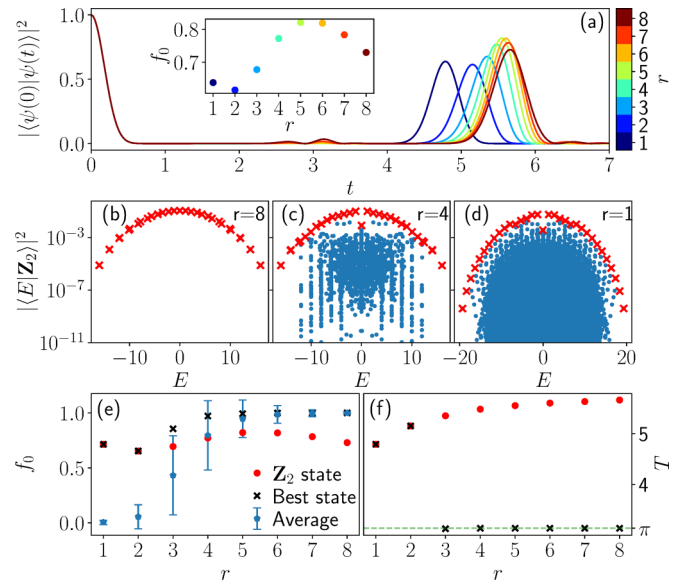 (a)
|⟨ψ(0)|ψ(t)⟩|²
1.0
0.5
0.0
f₀
0.8
0.7
1 2 3 4 5 6 7 8
r
0 1 2 3 4 5 6 7
t
8
7
6
5
4
3
2
1
r
(b) r=8
(c) r=4
(d) r=1
|⟨E|Z₂⟩|²
10⁻³
10⁻⁷
10⁻¹¹
−10 0 10
−10 0 10
−20 0 20
E E E
(e)
(f)
f₀
1.0
0.5
0.0
Z₂ state
Best state
Average
1 2 3 4 5 6 7 8
r
5
4
π
T
1 2 3 4 5 6 7 8
r